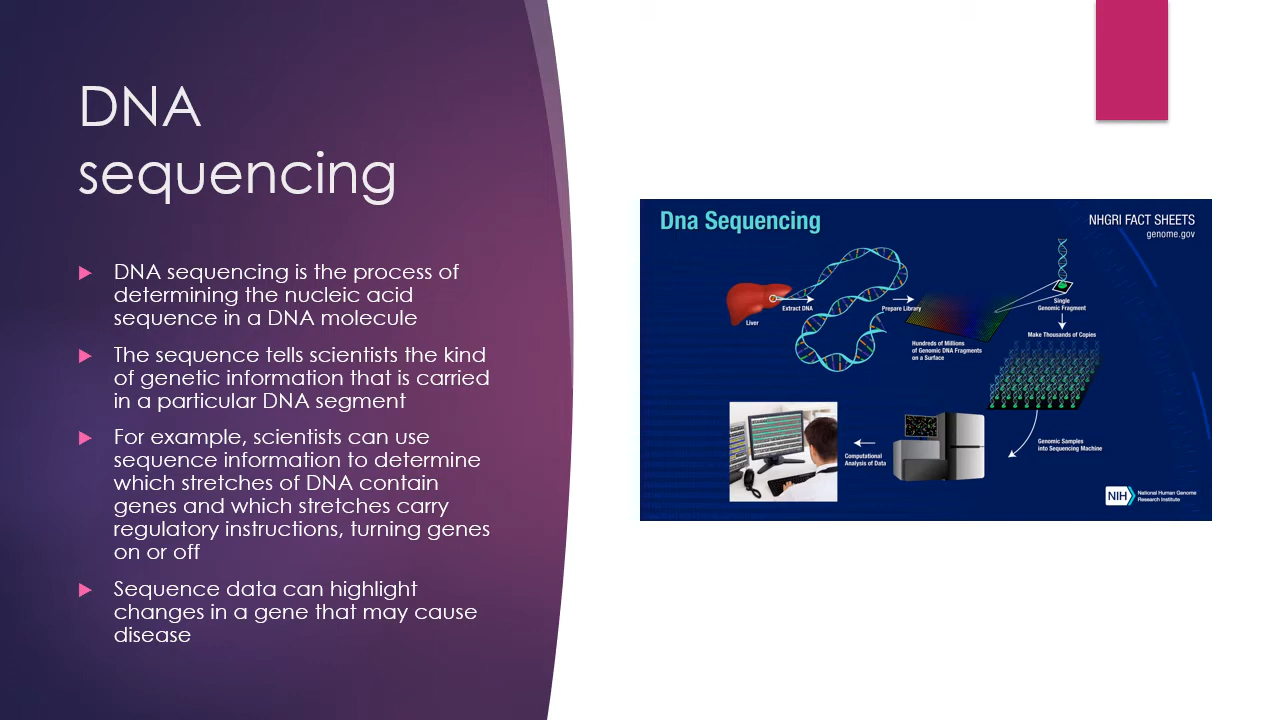 DNA
sequencing
DNA sequencing is the process of
determining the nucleic acid
sequence in a DNA molecule
The sequence tells scientists the kind
of genetic information that is carried
in a particular DNA segment
For example, scientists can use
sequence information to determine
which stretches of DNA contain
genes and which stretches carry
regulatory instructions, turning genes
on or off
Sequence data can highlight
changes in a gene that may cause
disease
Dna Sequencing
NHGRI FACT SHEETS
genome.gov
Liver
Extract DNA
Prepare Library
Hundreds of Millions
of Genomic DNA Fragments
on a Surface
Single
Genomic Fragment
Make Thousands of Copies
Genomic Samples
into Sequencing Machine
Computational
Analysis of Data
NIH
National Human Genome
Research Institute